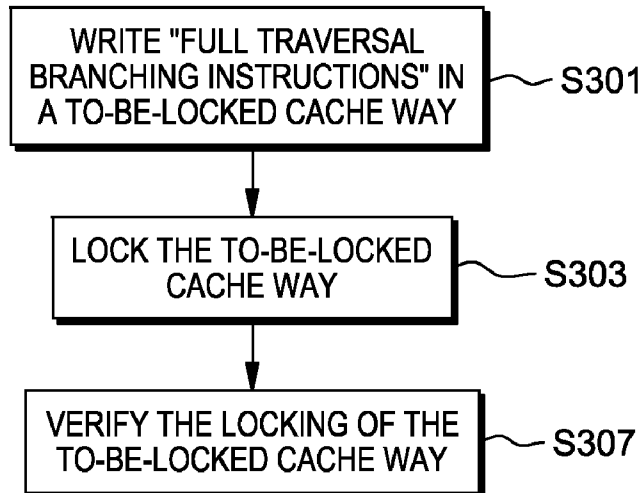 WRITE "FULL TRAVERSAL
BRANCHING INSTRUCTIONS" IN
A TO-BE-LOCKED CACHE WAY
S301
LOCK THE TO-BE-LOCKED
CACHE WAY
S303
VERIFY THE LOCKING OF THE
TO-BE-LOCKED CACHE WAY
S307